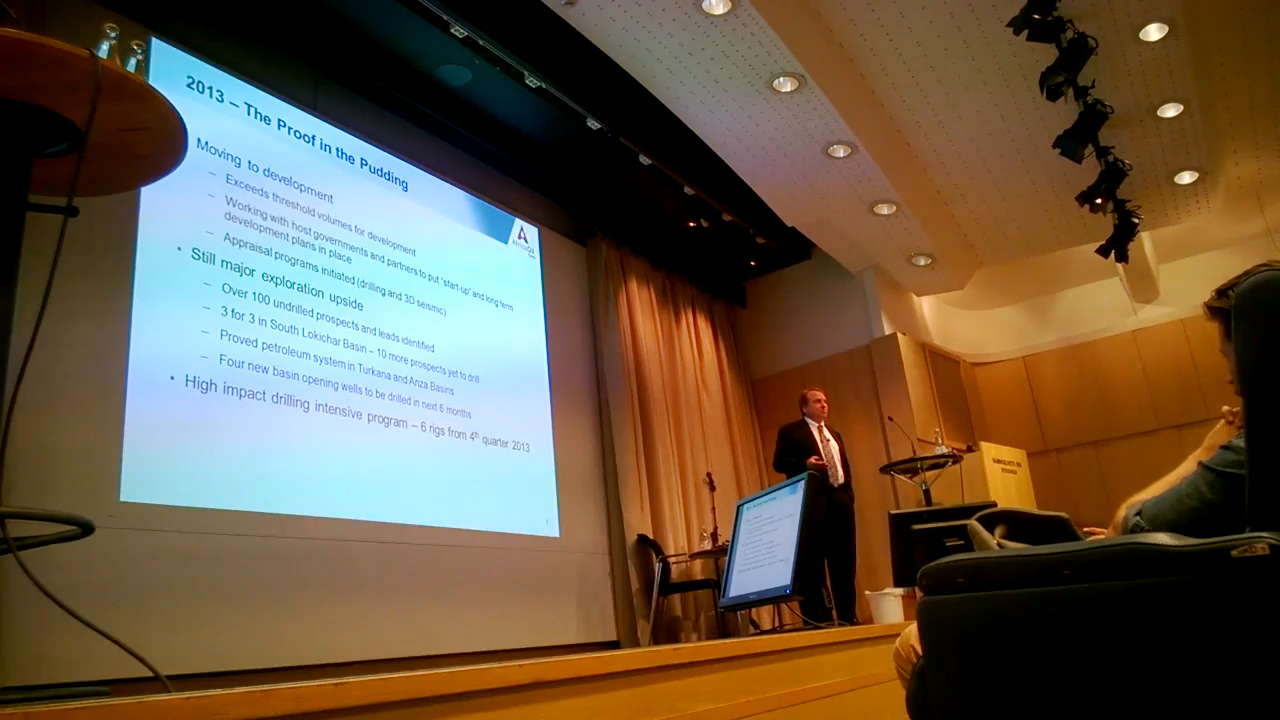 2013 – The Proof in the Pudding
Moving to development
– Exceeds threshold volumes for development
– Working with host governments and partners to put "start-up" and long term
development plans in place
– Appraisal programs initiated (drilling and 3D seismic)
• Still major exploration upside
– Over 100 undrilled prospects and leads identified
– 3 for 3 in South Lokichar Basin – 10 more prospects yet to drill
– Proved petroleum system in Turkana and Anza Basins
– Four new basin opening wells to be drilled in next 6 months
• High impact drilling intensive program – 6 rigs from 4th quarter 2013